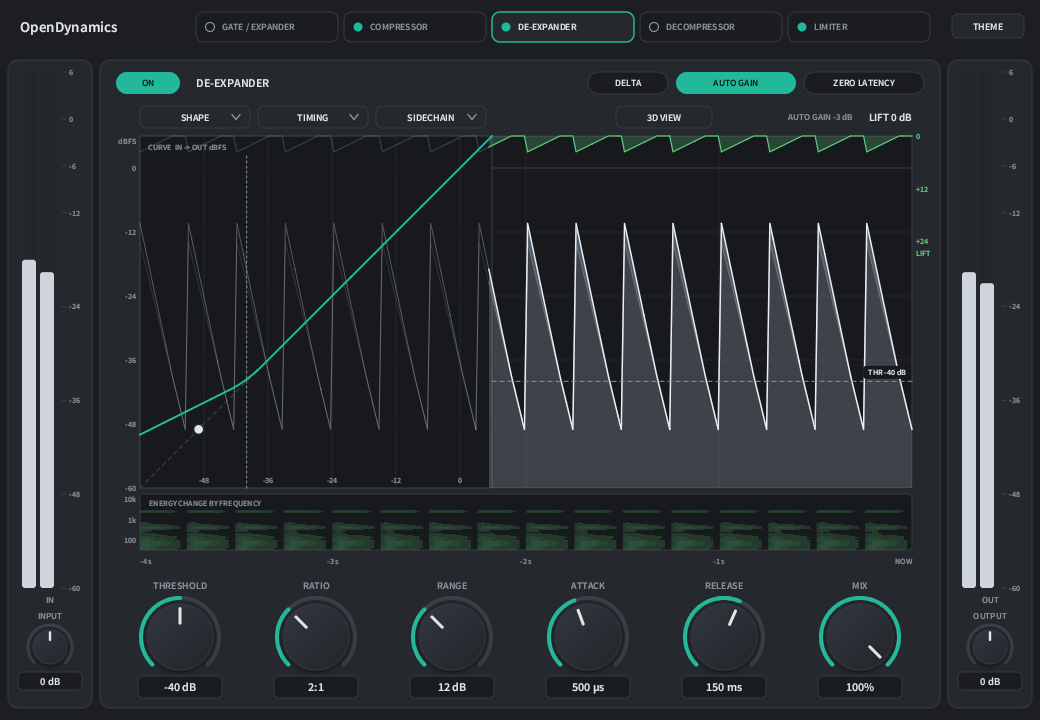 OpenDynamics
GATE / EXPANDER
COMPRESSOR
DE-EXPANDER
DECOMPRESSOR
LIMITER
THEME
ON
DE-EXPANDER
DELTA
AUTO GAIN
ZERO LATENCY
SHAPE
TIMING
SIDECHAIN
3D VIEW
AUTO GAIN -3 dB
LIFT 0 dB
dBFS
CURVE IN -> OUT dBFS
0
-12
-24
-36
-48
-60
-48
-36
-24
-12
0
0
+12
+24
LIFT
THR -40 dB
10k
1k
100
ENERGY CHANGE BY FREQUENCY
-4s
-3s
-2s
-1s
NOW
6
0
-6
-12
-24
-36
-48
-60
IN
INPUT
0 dB
THRESHOLD
-40 dB
RATIO
2:1
RANGE
12 dB
ATTACK
500 µs
RELEASE
150 ms
MIX
100%
6
0
-6
-12
-24
-36
-48
-60
OUT
OUTPUT
0 dB